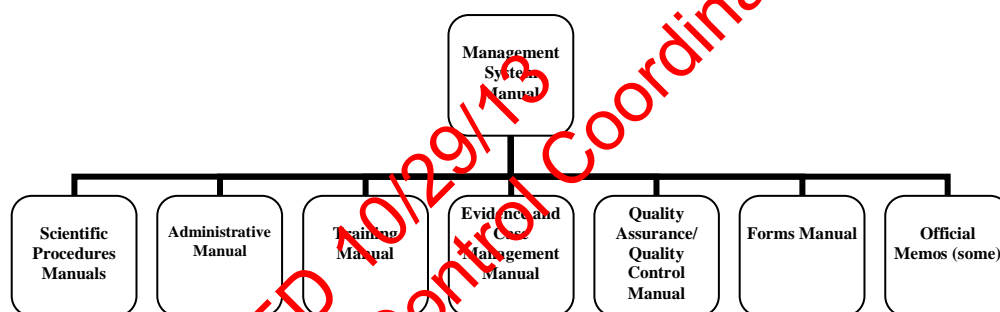 Management
System
Manual
Scientific
Procedures
Manuals
Administrative
Manual
Training
Manual
Evidence and
Case
Management
Manual
Quality
Assurance/
Quality
Control
Manual
Forms Manual
Official
Memos (some)
10/29/13
Control